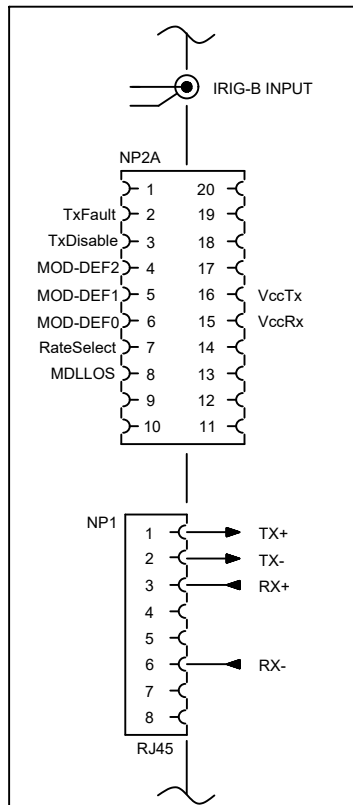 IRIG-B INPUT
NP2A
1 20
TxFault 2 19
TxDisable 3 18
MOD-DEF2 4 17
MOD-DEF1 5 16 VccTx
MOD-DEF0 6 15 VccRx
RateSelect 7 14
MDLLOS 8 13
9 12
10 11
NP1
1 TX+
2 TX-
3 RX+
4
5
6 RX-
7
8
RJ45